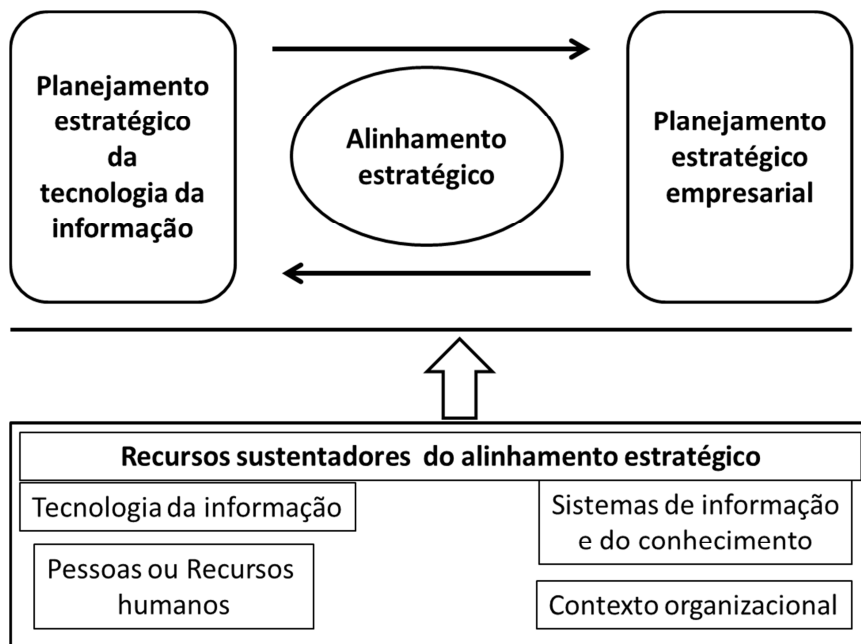 Planejamento
estratégico
da
tecnologia da
informação
Alinhamento
estratégico
Planejamento
estratégico
empresarial
Recursos sustentadores do alinhamento estratégico
Tecnologia da informação
Sistemas de informação
e do conhecimento
Pessoas ou Recursos
humanos
Contexto organizacional